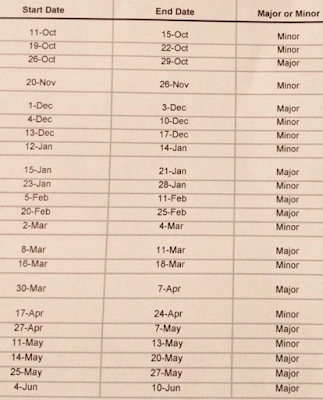 Start Date End Date Major or Minor
11-Oct 15-Oct Minor
19-Oct 22-Oct Minor
26-Oct 29-Oct Major
20-Nov 26-Nov Minor
1-Dec 3-Dec Major
4-Dec 10-Dec Minor
13-Dec 17-Dec Minor
12-Jan 14-Jan Minor
15-Jan 21-Jan Major
23-Jan 28-Jan Minor
5-Feb 11-Feb Major
20-Feb 25-Feb Major
2-Mar 4-Mar Minor
8-Mar 11-Mar Major
16-Mar 18-Mar Minor
30-Mar 7-Apr Major
17-Apr 24-Apr Minor
27-Apr 7-May Major
11-May 13-May Minor
14-May 20-May Major
25-May 27-May Major
4-Jun 10-Jun Major